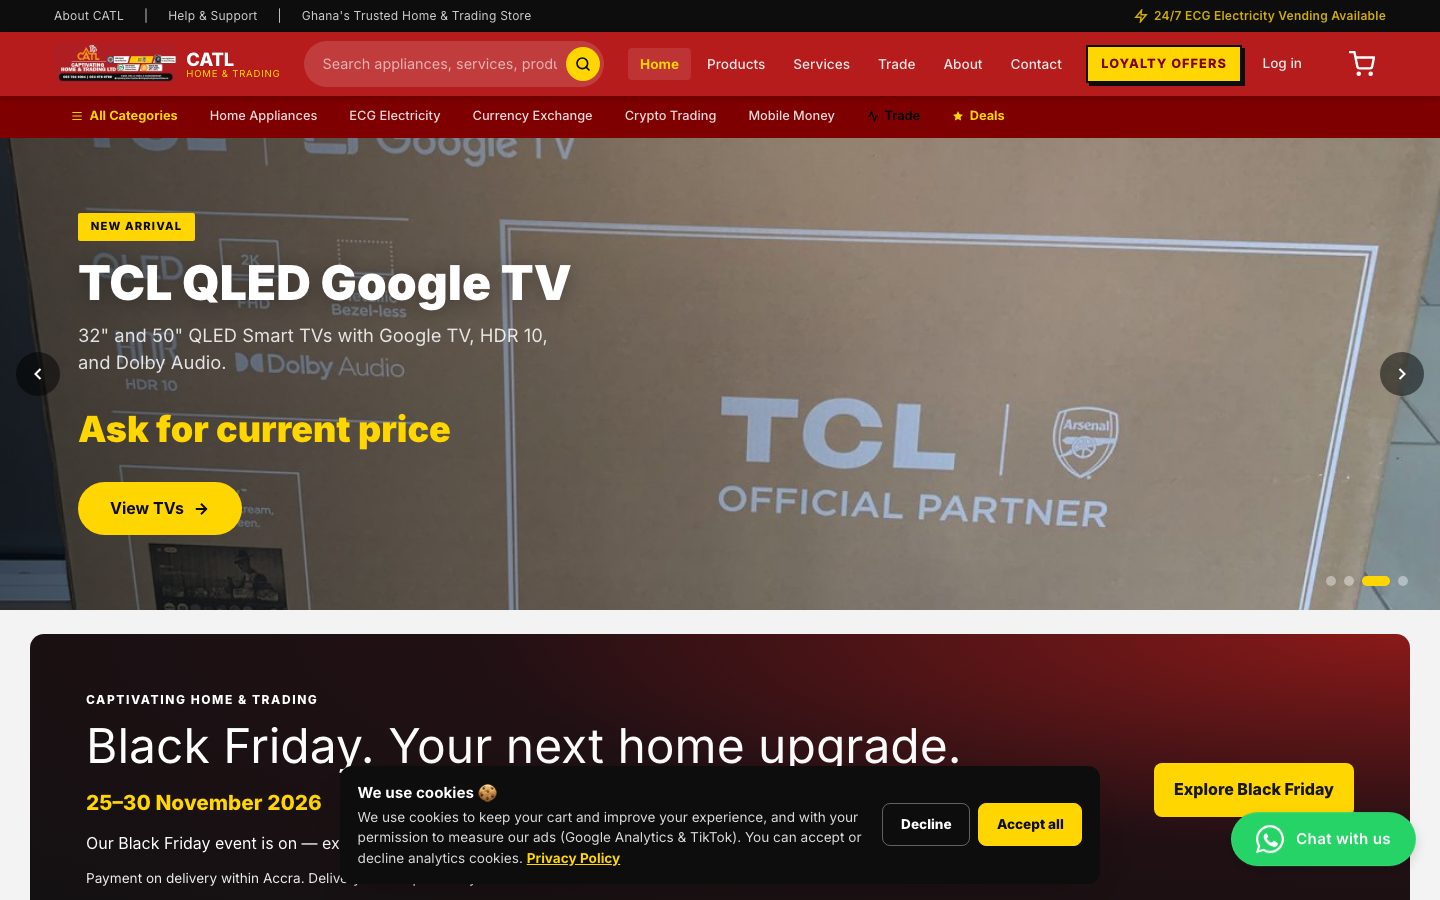 About CATL
Help & Support
Ghana's Trusted Home & Trading Store
24/7 ECG Electricity Vending Available
CATL
HOME & TRADING
Search appliances, services, produ
Home
Products
Services
Trade
About
Contact
LOYALTY OFFERS
Log in
All Categories
Home Appliances
ECG Electricity
Currency Exchange
Crypto Trading
Mobile Money
Trade
Deals
Google TV
NEW ARRIVAL
QLED
2K
FHD
Bezel-less
TCL QLED Google TV
32" and 50" QLED Smart TVs with Google TV, HDR 10,
and Dolby Audio.
HDR
HDR 10
Dolby Audio
Ask for current price
View TVs
TCL
Arsenal
OFFICIAL PARTNER
CAPTIVATING HOME & TRADING
Black Friday. Your next home upgrade.
25–30 November 2026
Our Black Friday event is on — ex
Payment on delivery within Accra.
Explore Black Friday
We use cookies 🍪
We use cookies to keep your cart and improve your experience, and with your
permission to measure our ads (Google Analytics & TikTok). You can accept or
decline analytics cookies. Privacy Policy
Decline
Accept all
Chat with us